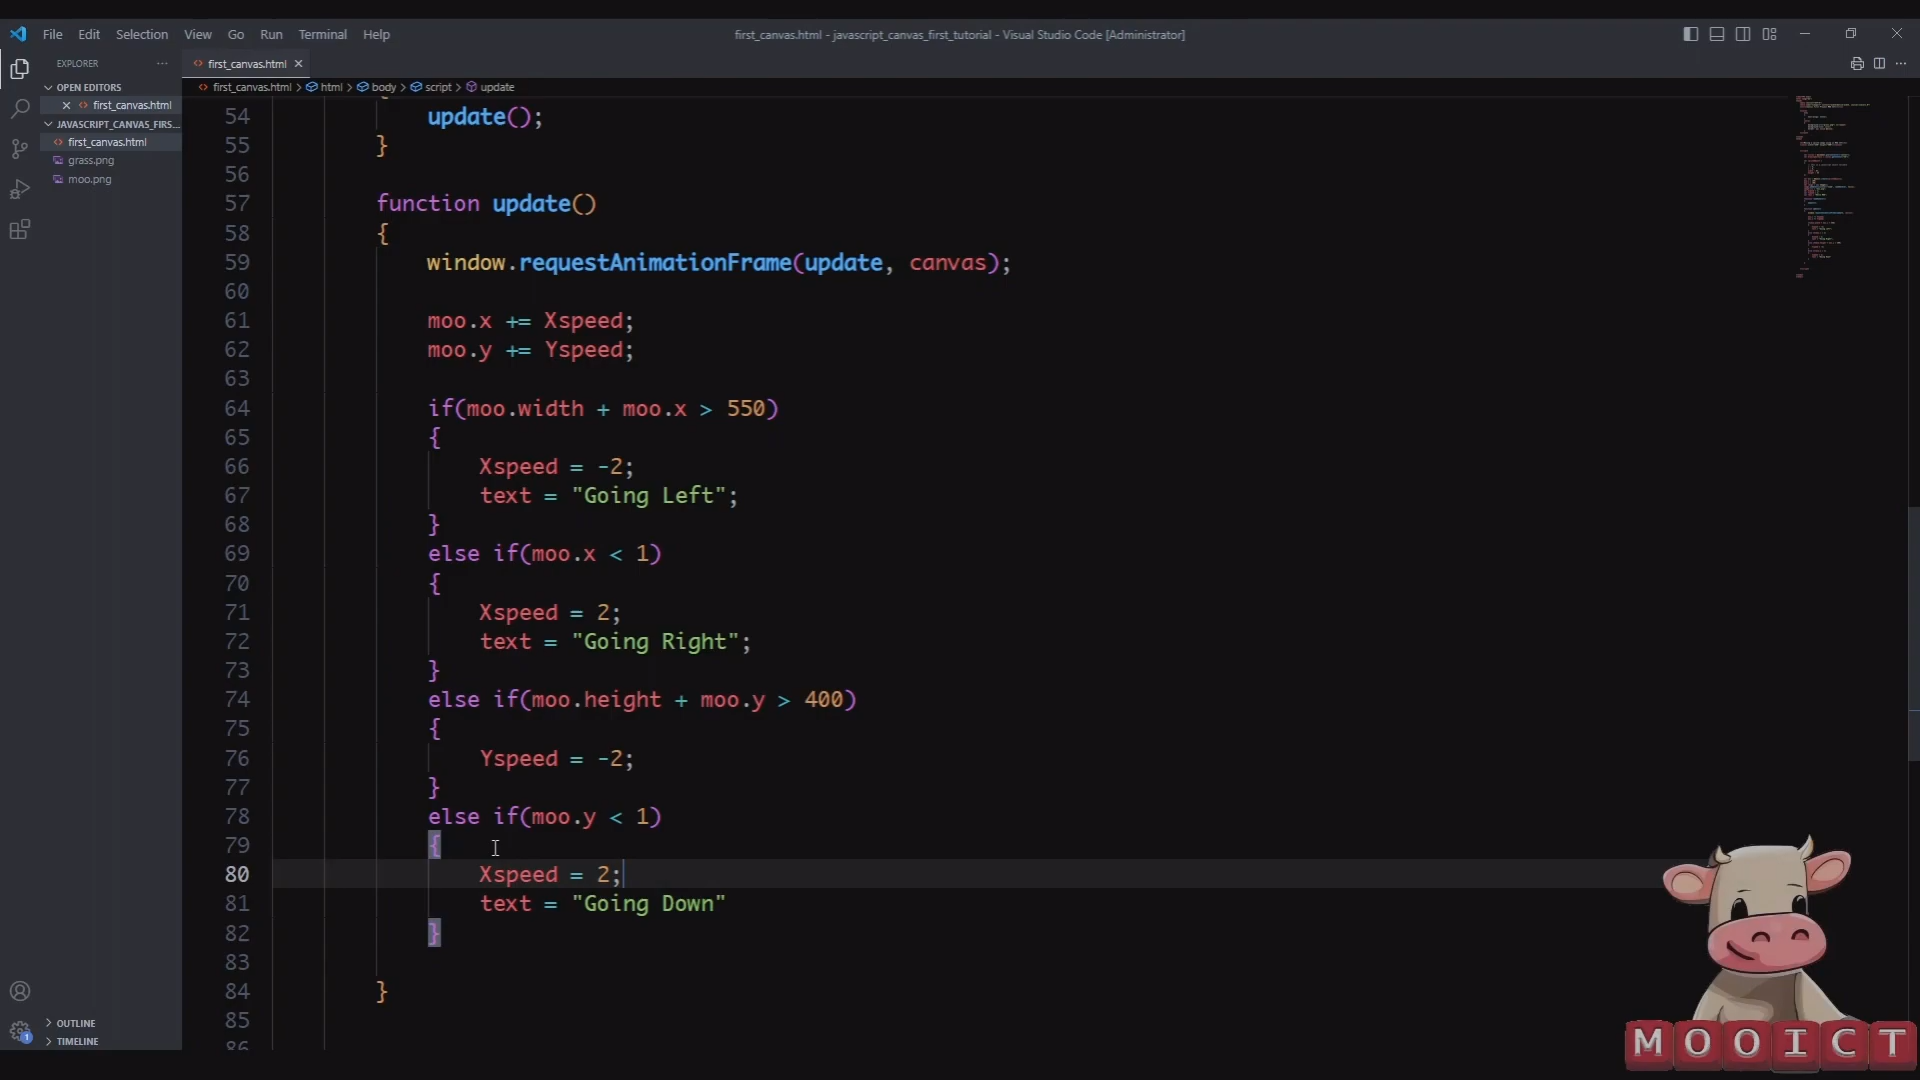 File Edit Selection View Go Run Terminal Help
first_canvas.html - javascript_canvas_first_tutorial - Visual Studio Code [Administrator]
EXPLORER
first_canvas.html
OPEN EDITORS
first_canvas.html
JAVASCRIPT_CANVAS_FIRS...
first_canvas.html
grass.png
moo.png
OUTLINE
TIMELINE
first_canvas.html > html > body > script > update
54 update();
55 }
56
57 function update()
58 {
59 window.requestAnimationFrame(update, canvas);
60
61 moo.x += Xspeed;
62 moo.y += Yspeed;
63
64 if(moo.width + moo.x > 550)
65 {
66 Xspeed = -2;
67 text = "Going Left";
68 }
69 else if(moo.x < 1)
70 {
71 Xspeed = 2;
72 text = "Going Right";
73 }
74 else if(moo.height + moo.y > 400)
75 {
76 Yspeed = -2;
77 }
78 else if(moo.y < 1)
79 {
80 Xspeed = 2;
81 text = "Going Down"
82 }
83
84 }
85
86
1
MOOICT